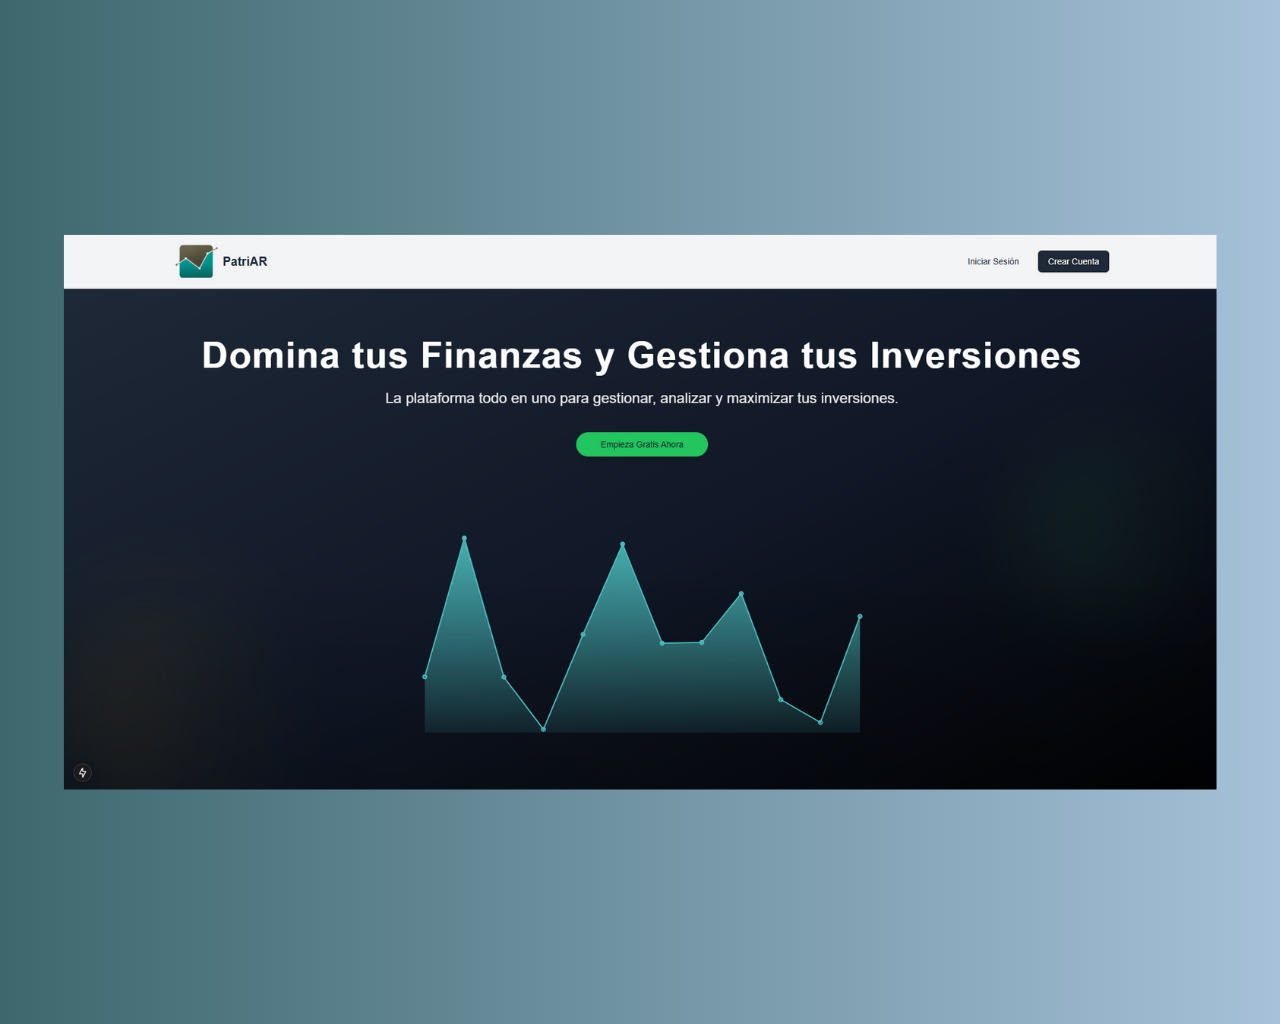 PatriAR
Iniciar Sesión
Crear Cuenta
Domina tus Finanzas y Gestiona tus Inversiones
La plataforma todo en uno para gestionar, analizar y maximizar tus inversiones.
Empieza Gratis Ahora